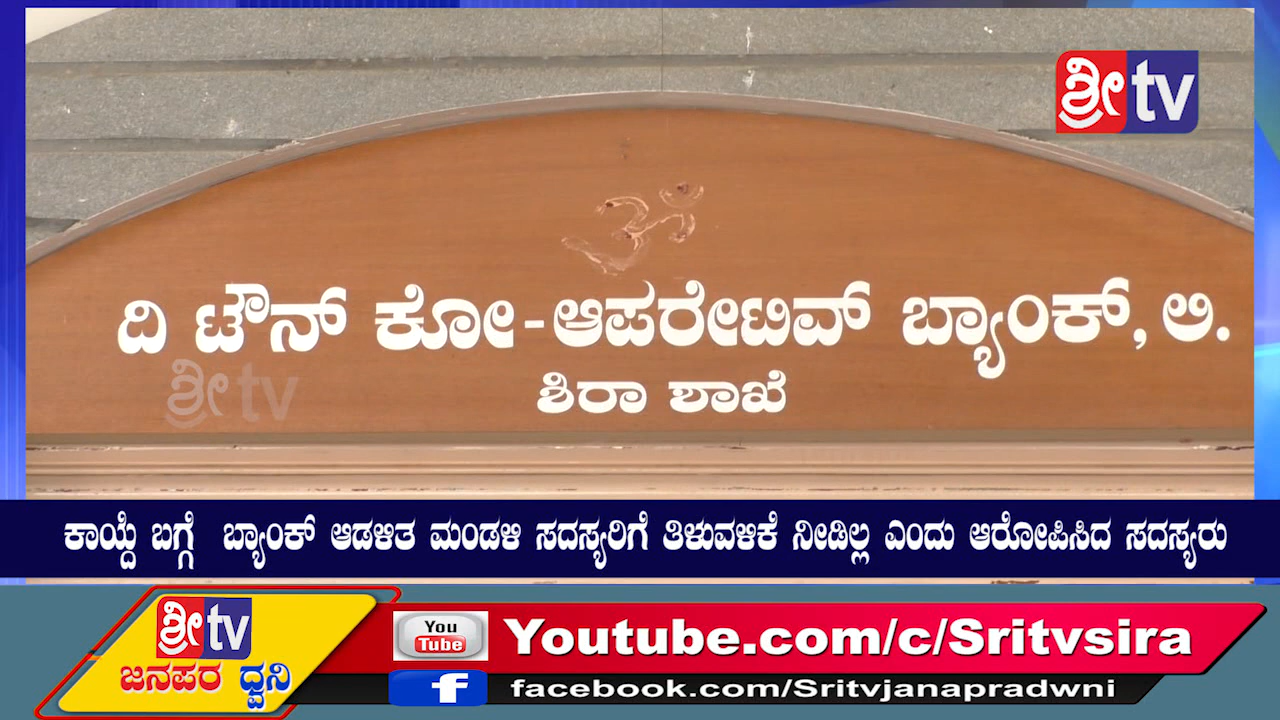 ಶ್ರೀ tv
ॐ
ದಿ ಟೌನ್ ಕೋ-ಆಪರೇಟಿವ್ ಬ್ಯಾಂಕ್, ಲಿ.
ಶ್ರೀ tv
ಶಿರಾ ಶಾಖೆ
ಕಾಯ್ದೆ ಬಗ್ಗೆ ಬ್ಯಾಂಕ್ ಆಡಳಿತ ಮಂಡಳಿ ಸದಸ್ಯರಿಗೆ ತಿಳುವಳಿಕೆ ನೀಡಿಲ್ಲ ಎಂದು ಆರೋಪಿಸಿದ ಸದಸ್ಯರು
ಶ್ರೀ tv
ಜನಪರ ಧ್ವನಿ
You Tube
Youtube.com/c/Sritvsira
f
facebook.com/Sritvjanapradwni